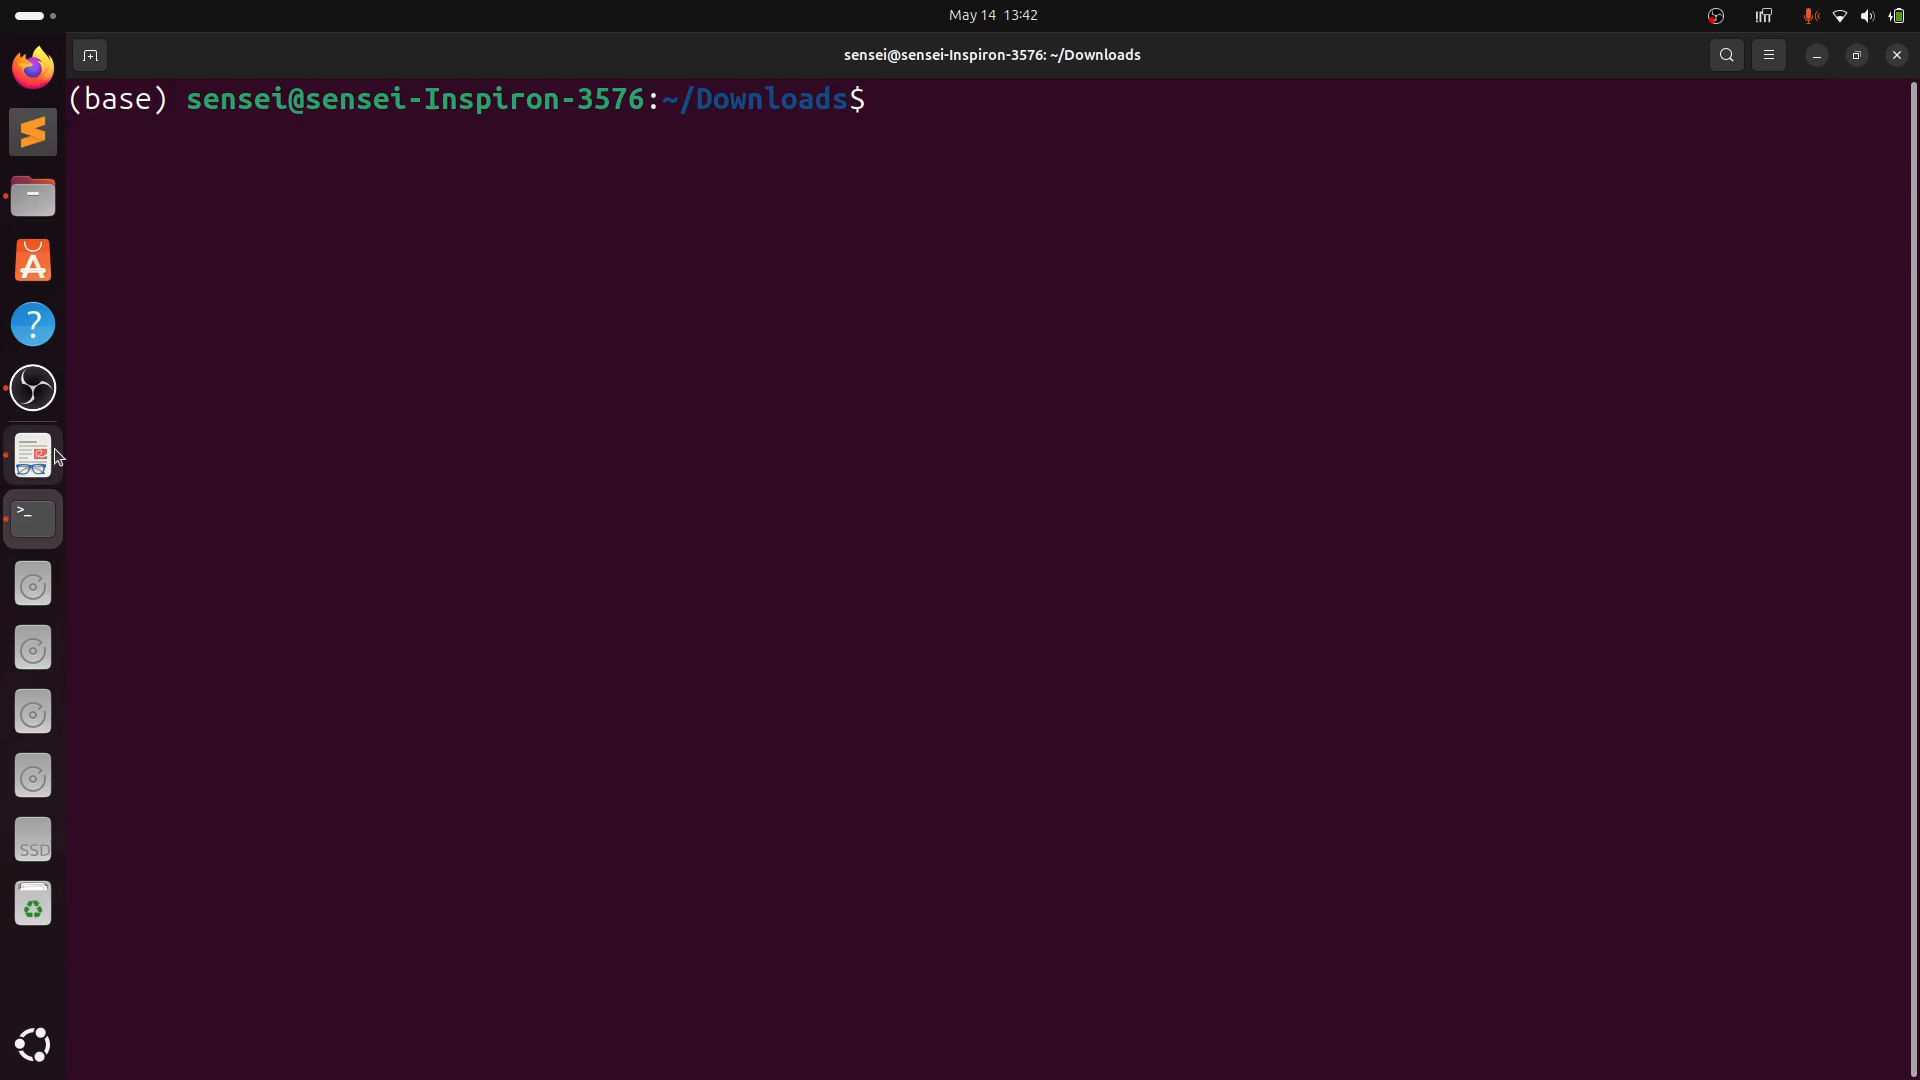 May 14 13:42
sensei@sensei-Inspiron-3576: ~/Downloads
(base) sensei@sensei-Inspiron-3576:~/Downloads$
>_
SSD